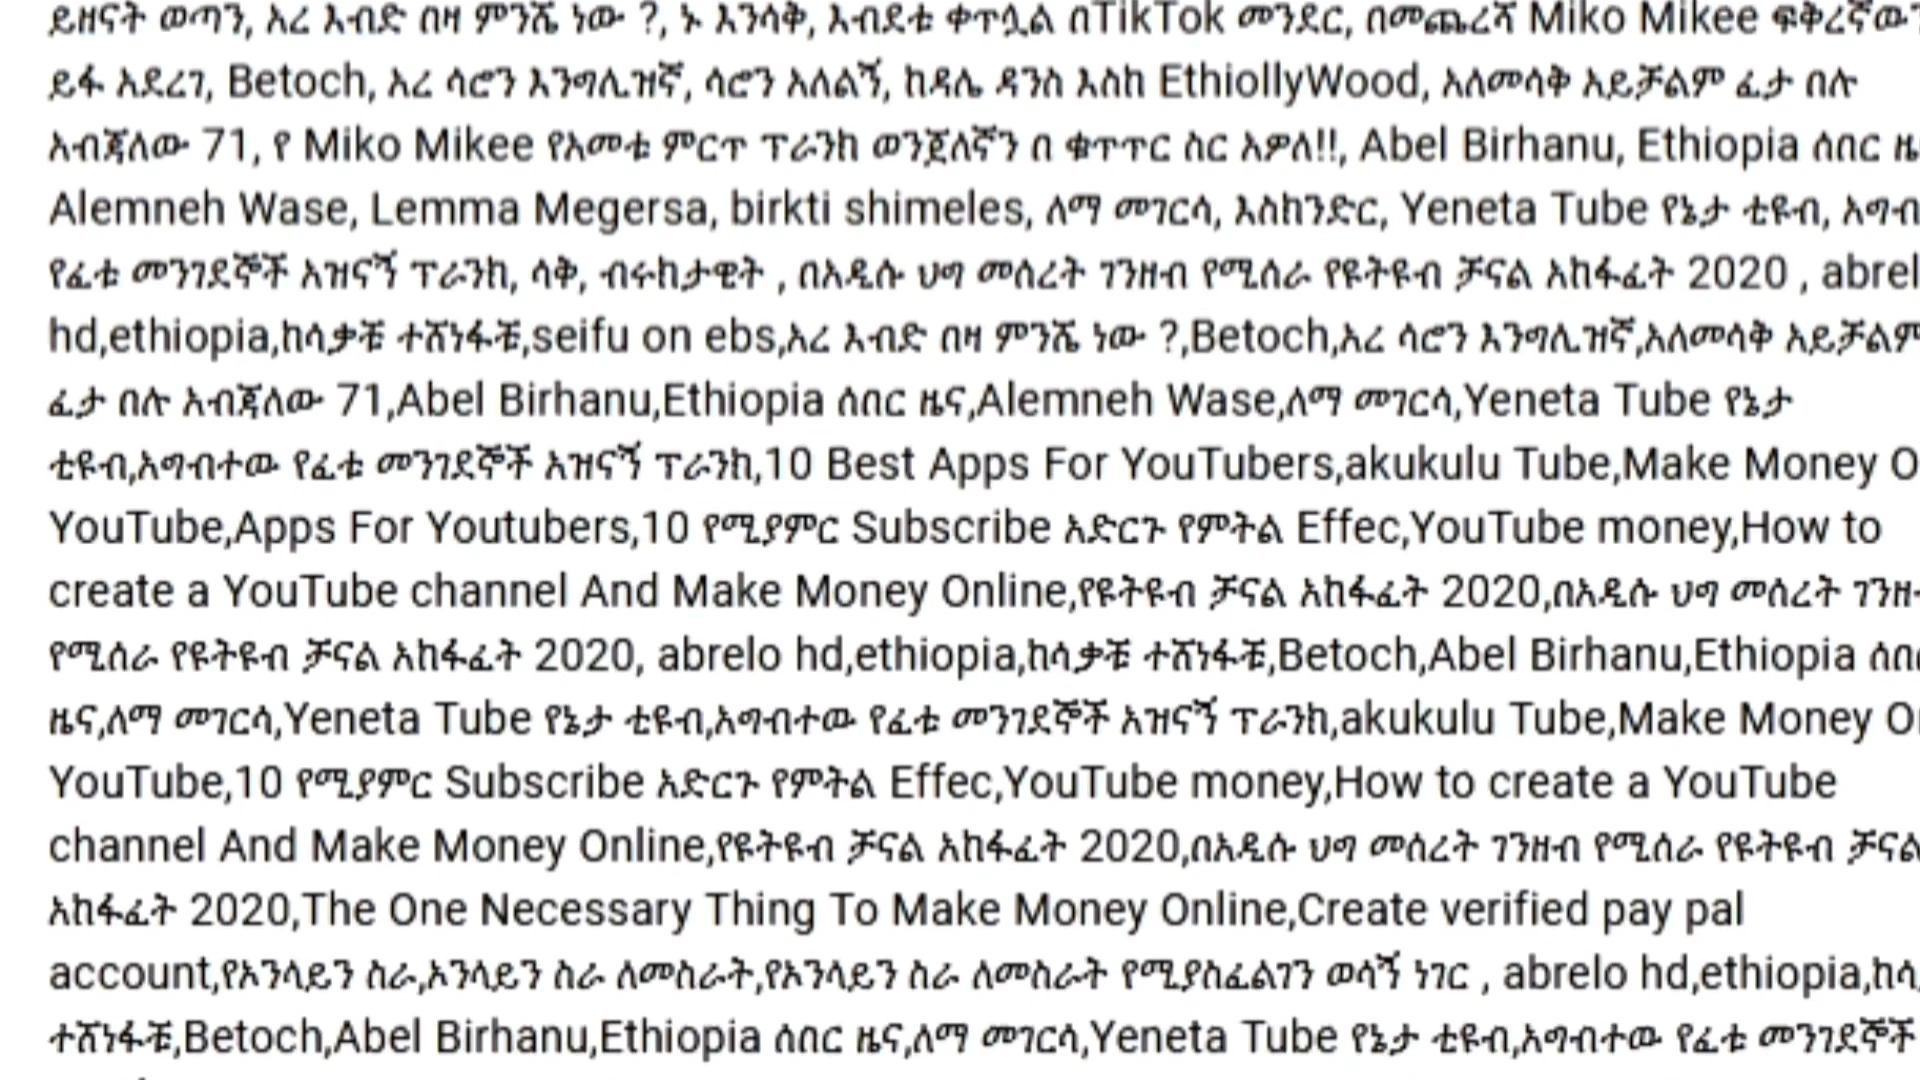 ይዘናት ወጣን, አረ እብድ በዛ ምንሼ ነው ?, ኑ እንሳቅ, እብደቱ ቀጥሏል በTikTok መንደር, በመጨረሻ Miko Mikee
ይፋ አደረገ, Betoch, አረ ሳሮን እንግሊዝኛ, ሳሮን አለልኝ, ከዳሌ ዳንስ እስከ EthiollyWood, አለመሳቅ አይቻልም ፈታ በሉ
አብጃለው 71, የ Miko Mikee የአመቱ ምርጥ ፕራንክ ወንጀለኛን በ ቁጥጥር ስር አዎለ!!, Abel Birhanu, Ethiopia ሰበር
Alemneh Wase, Lemma Megersa, birkti shimeles, ለማ መገርሳ, እስክንድር, Yeneta Tube የኔታ ቲዩብ,
የፈቱ መንገደኞች አዝናኝ ፕራንክ, ሳቅ, ብሩክታዊት , በአዲሱ ህግ መሰረት ገንዘብ የሚሰራ የዩትዩብ ቻናል አከፋፈት 2020 ,
hd,ethiopia,ከሳቃቹ ተሸነፋቹ,seifu on ebs,አረ እብድ በዛ ምንሼ ነው ?,Betoch,አረ ሳሮን እንግሊዝኛ,አለመሳቅ አይቻልም
ፈታ በሉ አብጃለው 71,Abel Birhanu,Ethiopia ሰበር ዜና,Alemneh Wase,ለማ መገርሳ,Yeneta Tube የኔታ
ቲዩብ,አግብተው የፈቱ መንገደኞች አዝናኝ ፕራንክ,10 Best Apps For YouTubers,akukulu Tube,Make Money
YouTube,Apps For Youtubers,10 የሚያምር Subscribe አድርጉ የምትል Effec,YouTube money,How to
create a YouTube channel And Make Money Online,የዩትዩብ ቻናል አከፋፈት 2020,በአዲሱ ህግ መሰረት
የሚሰራ የዩትዩብ ቻናል አከፋፈት 2020, abrelo hd,ethiopia,ከሳቃቹ ተሸነፋቹ,Betoch,Abel Birhanu,Ethiopia
ዜና,ለማ መገርሳ,Yeneta Tube የኔታ ቲዩብ,አግብተው የፈቱ መንገደኞች አዝናኝ ፕራንክ,akukulu Tube,Make Money
YouTube,10 የሚያምር Subscribe አድርጉ የምትል Effec,YouTube money,How to create a YouTube
channel And Make Money Online,የዩትዩብ ቻናል አከፋፈት 2020,በአዲሱ ህግ መሰረት ገንዘብ የሚሰራ የዩትዩብ ቻናል
አከፋፈት 2020,The One Necessary Thing To Make Money Online,Create verified pay pal
account,የኦንላይን ስራ,ኦንላይን ስራ ለመስራት,የኦንላይን ስራ ለመስራት የሚያስፈልገን ወሳኝ ነገር , abrelo hd,ethiopia,
ተሸነፋቹ,Betoch,Abel Birhanu,Ethiopia ሰበር ዜና,ለማ መገርሳ,Yeneta Tube የኔታ ቲዩብ,አግብተው የፈቱ መንገደኞች